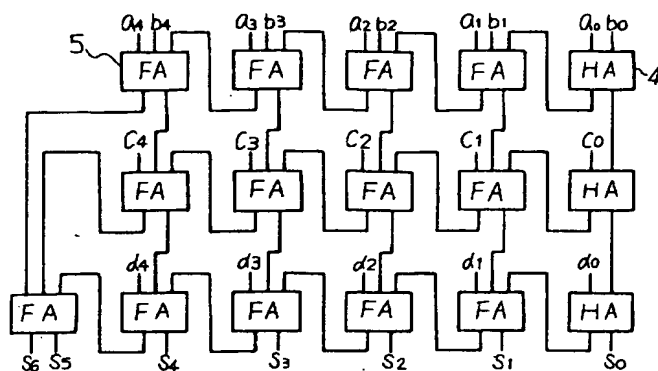 a4 b4 a3 b3 a2 b2 a1 b1 a0 b0
5 FA FA FA FA HA 4
C4 C3 C2 C1 C0
FA FA FA FA HA
d4 d3 d2 d1 d0
FA FA FA FA FA HA
S6 S5 S4 S3 S2 S1 S0